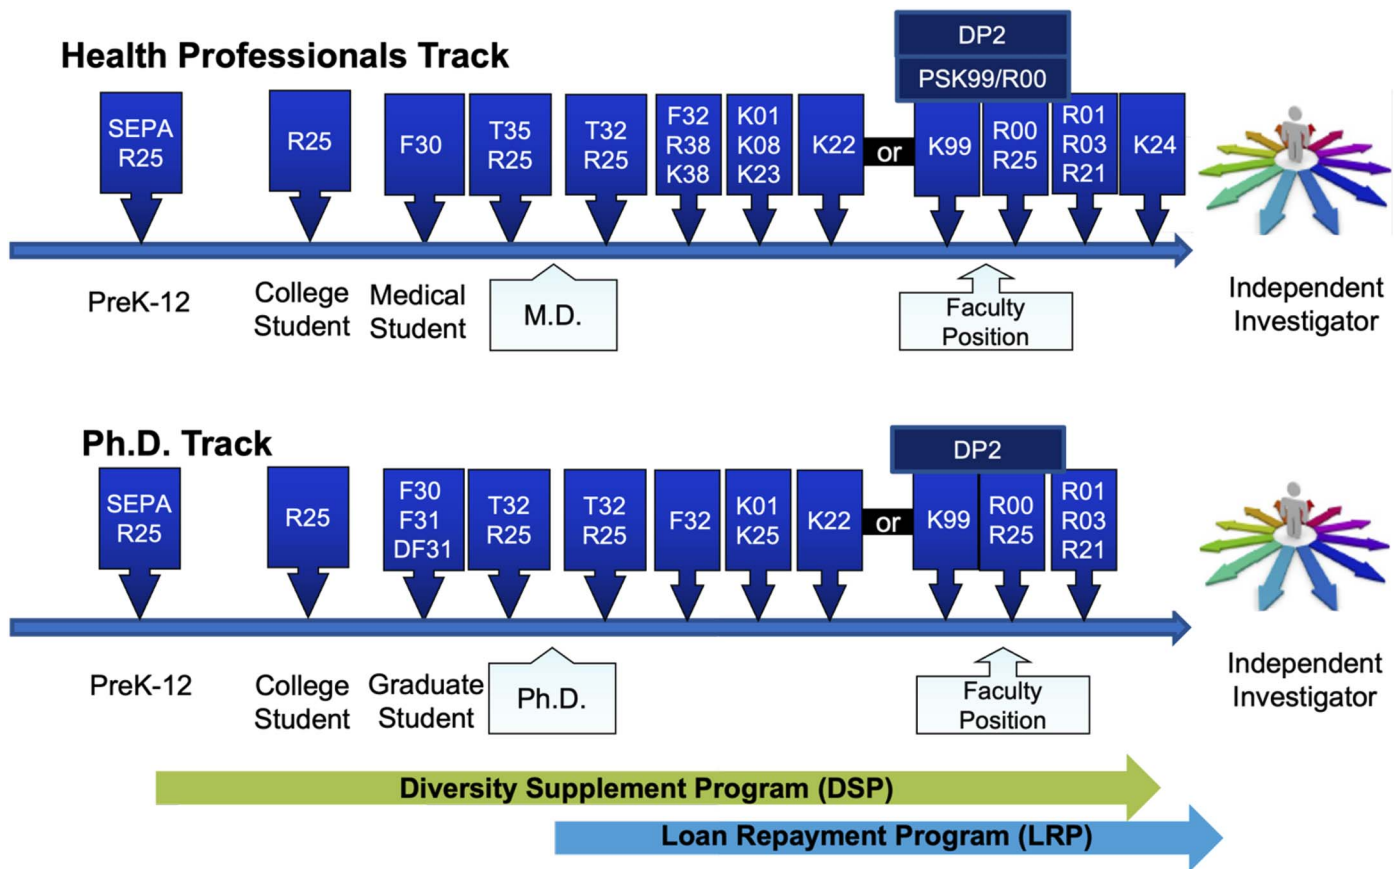 Health Professionals Track
DP2
PSK99/R00
SEPA
R25
R25
F30
T35
R25
T32
R25
F32
R38
K38
K01
K08
K23
K22
or
K99
R00
R25
R01
R03
R21
K24
PreK-12
College
Student
Medical
Student
M.D.
Faculty
Position
Independent
Investigator
Ph.D. Track
DP2
SEPA
R25
R25
F30
F31
DF31
T32
R25
T32
R25
F32
K01
K25
K22
or
K99
R00
R25
R01
R03
R21
PreK-12
College
Student
Graduate
Student
Ph.D.
Faculty
Position
Independent
Investigator
Diversity Supplement Program (DSP)
Loan Repayment Program (LRP)